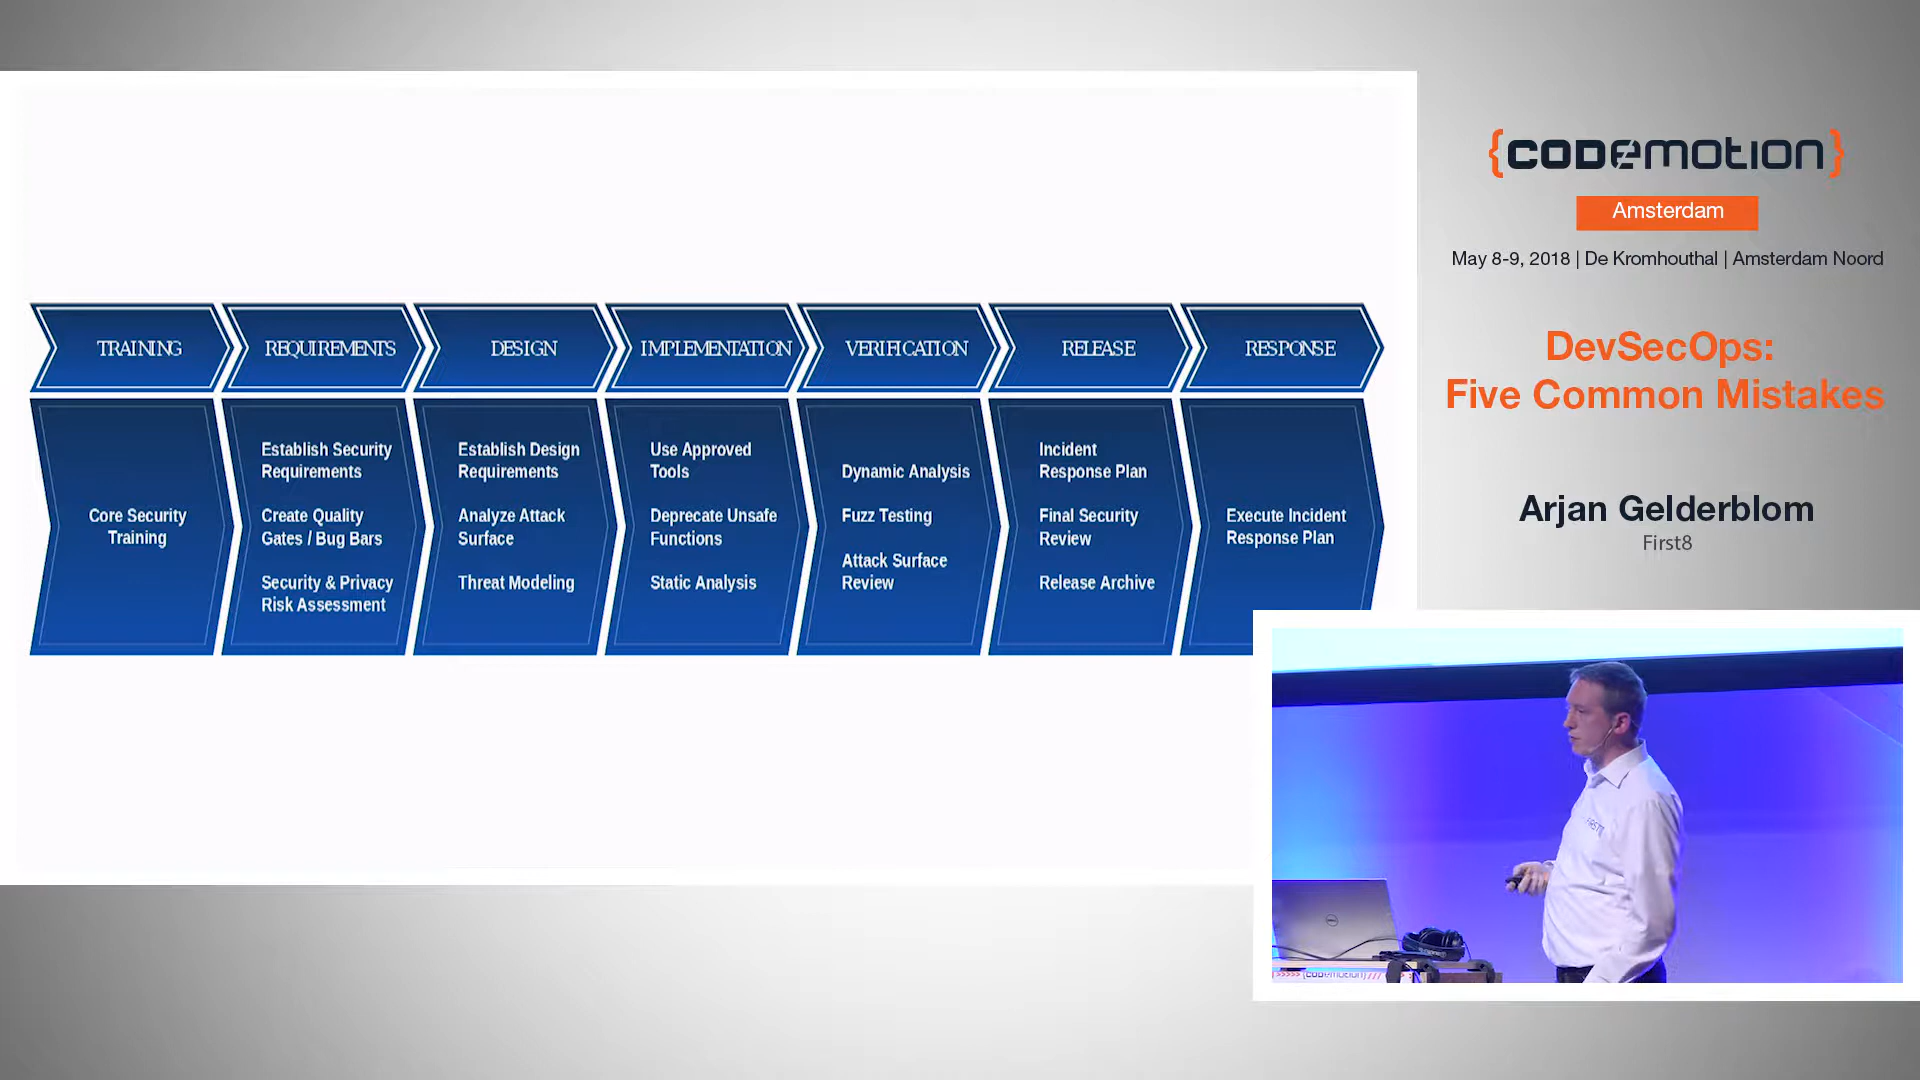 TRAINING
REQUIREMENTS
DESIGN
IMPLEMENTATION
VERIFICATION
RELEASE
RESPONSE
Core Security
Training
Establish Security
Requirements
Create Quality
Gates / Bug Bars
Security & Privacy
Risk Assessment
Establish Design
Requirements
Analyze Attack
Surface
Threat Modeling
Use Approved
Tools
Deprecate Unsafe
Functions
Static Analysis
Dynamic Analysis
Fuzz Testing
Attack Surface
Review
Incident
Response Plan
Final Security
Review
Release Archive
Execute Incident
Response Plan
{CODEMOTION}
Amsterdam
May 8-9, 2018 | De Kromhouthal | Amsterdam Noord
DevSecOps:
Five Common Mistakes
Arjan Gelderblom
First8
DELL
{CODEMOTION}